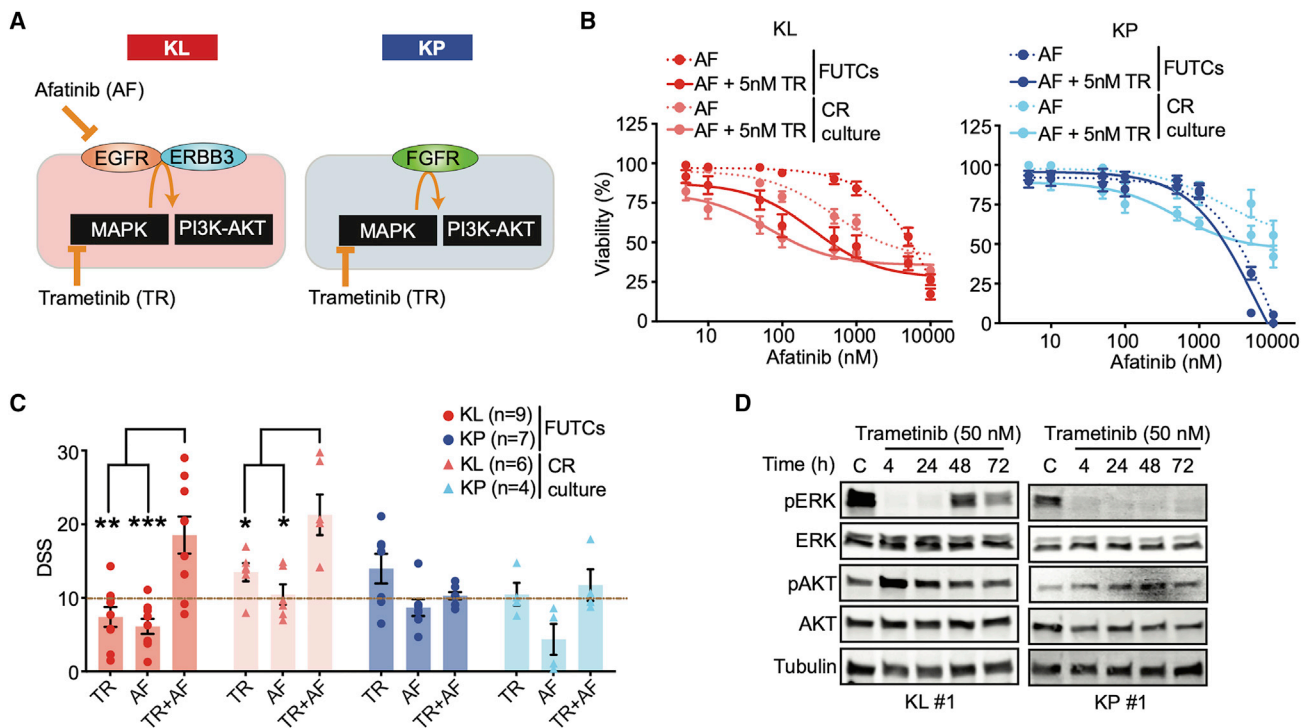 A
KL
KP
Afatinib (AF)
EGFR
ERBB3
FGFR
MAPK
PI3K-AKT
MAPK
PI3K-AKT
Trametinib (TR)
Trametinib (TR)
B
KL
AF
AF + 5nM TR
FUTCs
AF
AF + 5nM TR
CR
culture
125
100
75
50
25
0
Viability (%)
10 100 1000 10000
Afatinib (nM)
KP
AF
AF + 5nM TR
FUTCs
AF
AF + 5nM TR
CR
culture
125
100
75
50
25
0
10 100 1000 10000
Afatinib (nM)
C
KL (n=9)
KP (n=7)
FUTCs
KL (n=6)
KP (n=4)
CR
culture
30
20
10
0
DSS
** ***
* *
TR AF TR+AF TR AF TR+AF TR AF TR+AF TR AF TR+AF
D
Trametinib (50 nM) Trametinib (50 nM)
Time (h) C 4 24 48 72 C 4 24 48 72
pERK
ERK
pAKT
AKT
Tubulin
KL #1 KP #1